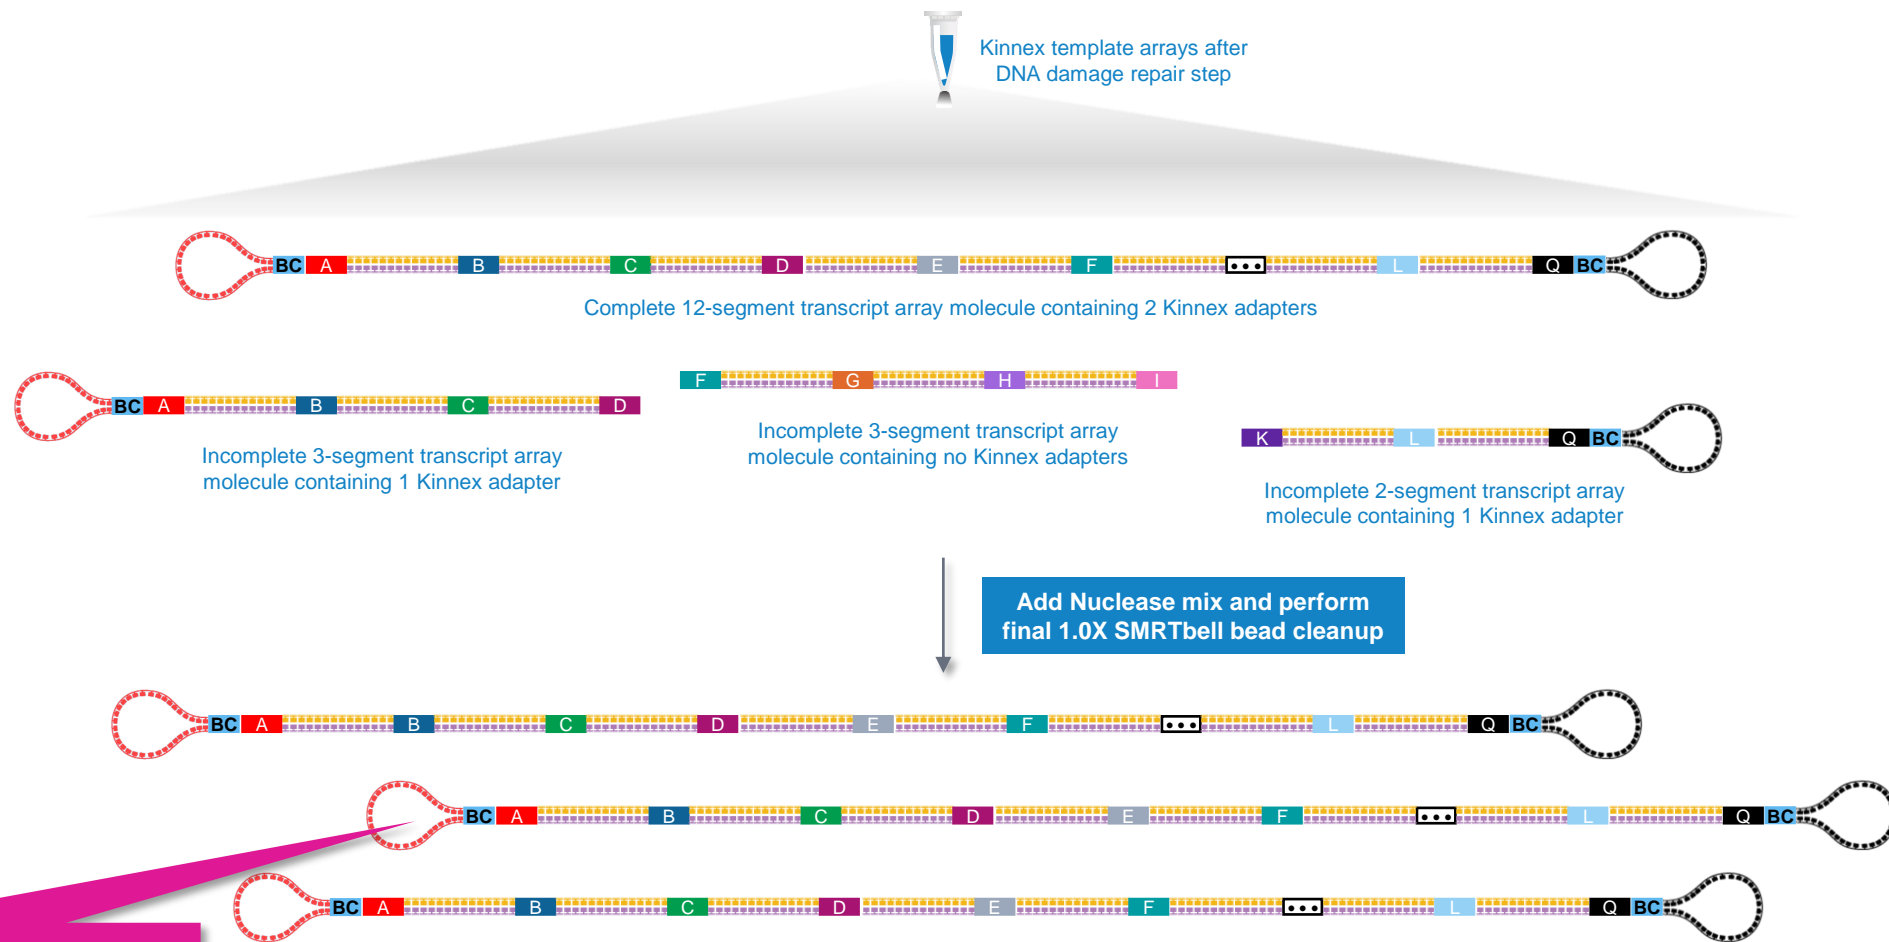 Kinnex template arrays after
DNA damage repair step
BC A B C D E F ... L Q BC
Complete 12-segment transcript array molecule containing 2 Kinnex adapters
F G H I
BC A B C D
Incomplete 3-segment transcript array
molecule containing no Kinnex adapters
K L Q BC
Incomplete 3-segment transcript array
molecule containing 1 Kinnex adapter
Incomplete 2-segment transcript array
molecule containing 1 Kinnex adapter
Add Nuclease mix and perform
final 1.0X SMRTbell bead cleanup
BC A B C D E F ... L Q BC
BC A B C D E F ... L Q BC
BC A B C D E F ... L Q BC